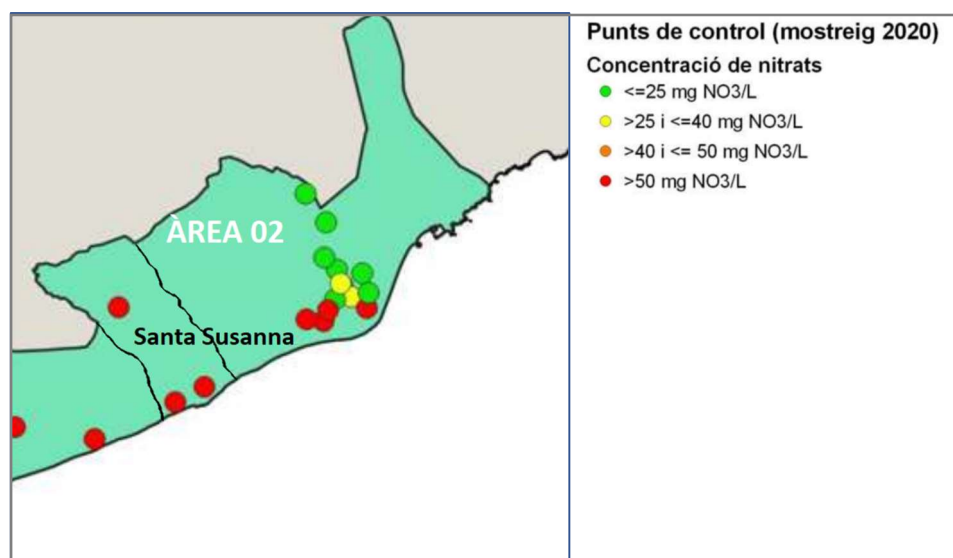 Punts de control (mostreig 2020)
Concentració de nitrats
<=25 mg NO3/L
>25 i <=40 mg NO3/L
>40 i <= 50 mg NO3/L
>50 mg NO3/L
ÀREA 02
Santa Susanna